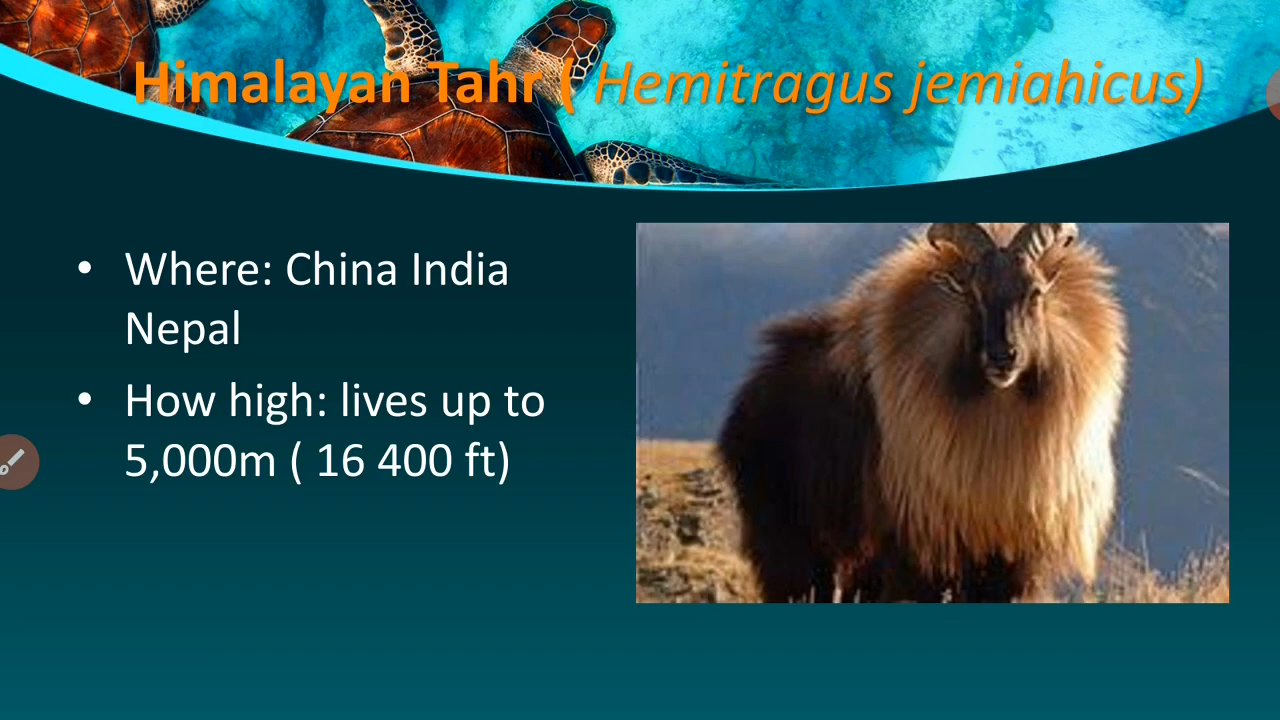 Himalayan Tahr ( Hemitragus jemiahicus)
• Where: China India
Nepal
• How high: lives up to
5,000m ( 16 400 ft)